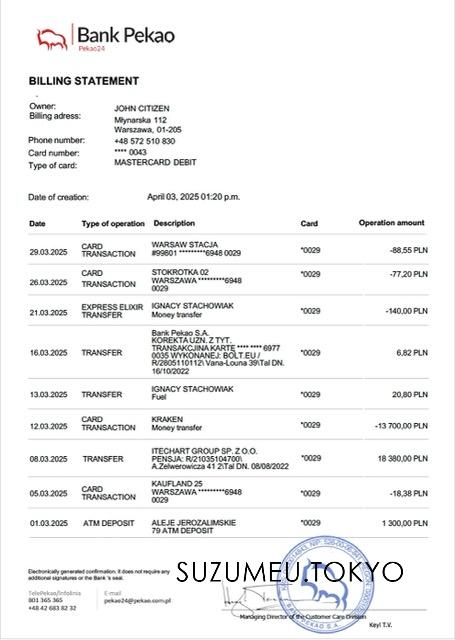 Bank Pekao
Pekao24
BILLING STATEMENT
Owner: JOHN CITIZEN
Billing adress: Młynarska 112
Warszawa, 01-205
Phone number: +48 572 510 830
Card number: **** 0043
Type of card: MASTERCARD DEBIT
Date of creation: April 03, 2025 01:20 p.m.
Date Type of operation Description Card Operation amount
29.03.2025 CARD TRANSACTION WARSAW STACJA *0029 -88,55 PLN
#99601 *********6948 0029
26.03.2025 CARD TRANSACTION STOKROTKA 02 *0029 -77,20 PLN
WARSZAWA *********6948
0029
21.03.2025 EXPRESS ELIXIR TRANSFER IGNACY STACHOWIAK *0029 -140,00 PLN
Money transfer
16.03.2025 TRANSFER Bank Pekao S.A. *0029 6,82 PLN
KOREKTA UZN. Z TYT.
TRANSAKCJINA KARTE **** **** 6977
0035 WYKONANEJ: BOLT.EU /
R/2805110112\ Vana-Louna 39\Tal DN.
16/10/2022
13.03.2025 TRANSFER IGNACY STACHOWIAK *0029 20,80 PLN
Fuel
12.03.2025 CARD TRANSACTION KRAKEN *0029 -13 700,00 PLN
Money transfer
08.03.2025 TRANSFER ITECHART GROUP SP. Z O.O. *0029 18 380,00 PLN
PENSJA: R/21035104700\
A.Zelwerowicza 41 2\Tal DN. 08/08/2022
05.03.2025 CARD TRANSACTION KAUFLAND 25 *0029 -18,38 PLN
WARSZAWA *********6948
0029
01.03.2025 ATM DEPOSIT ALEJE JEROZALIMSKIE *0029 1 300,00 PLN
79 ATM DEPOSIT
Electronically generated confirmation. It does not require any
additional signatures or the Bank 's seal.
SUZUMEU.TOKYO
TelePekao/Infolinia
801 365 365
+48 42 683 82 32
E-mail
pekao24@pekao.com.pl
Managing Director of the Customer Care Division
Keyl T.V.
BANK PEKAO S.A.